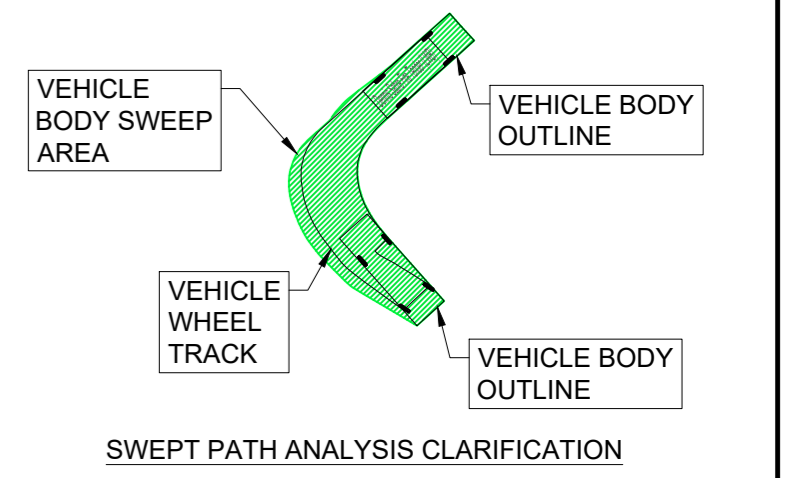 VEHICLE
BODY SWEEP
AREA
VEHICLE BODY
OUTLINE
VEHICLE
WHEEL
TRACK
VEHICLE BODY
OUTLINE
SWEPT PATH ANALYSIS CLARIFICATION